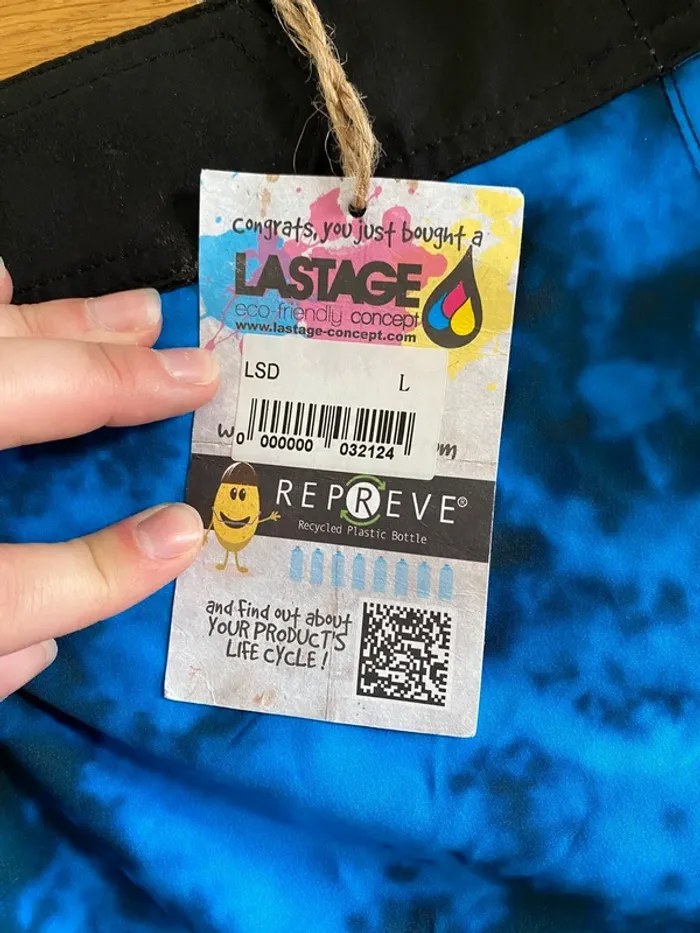 congrats, you just bought a
LASTAGE
eco-friendly concept
www.lastage-concept.com
LSD
L
0 000000 032124
REPREVE®
Recycled Plastic Bottle
and find out about
YOUR PRODUCT'S
LIFE CYCLE !